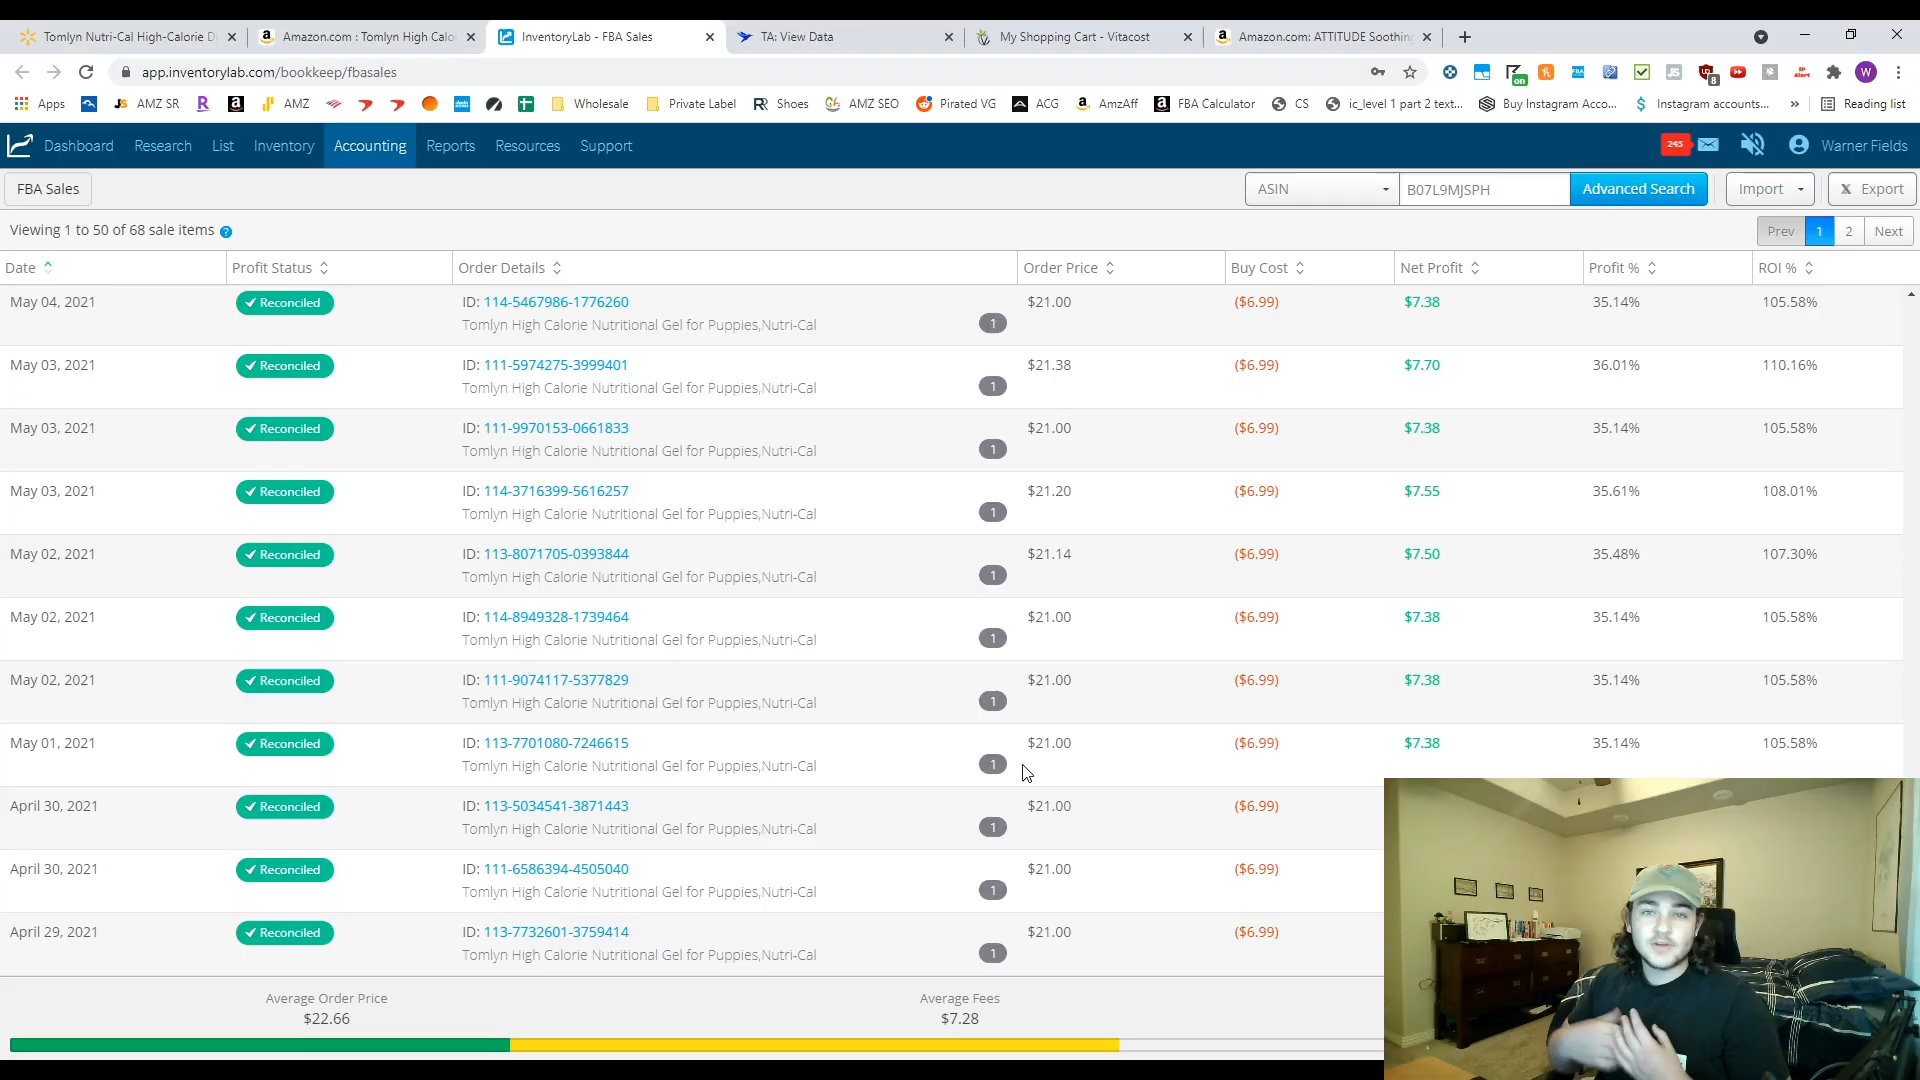 Tomlyn Nutri-Cal High-Calorie D
Amazon.com : Tomlyn High Calo
InventoryLab - FBA Sales
TA: View Data
My Shopping Cart - Vitacost
Amazon.com: ATTITUDE Soothing
app.inventorylab.com/bookkeep/fbasales
Apps
AMZ SR
AMZ
Wholesale
Private Label
Shoes
AMZ SEO
Pirated VG
ACG
AmzAff
FBA Calculator
CS
ic_level 1 part 2 text...
Buy Instagram Acco...
Instagram accounts...
Reading list
Dashboard
Research
List
Inventory
Accounting
Reports
Resources
Support
243
Warner Fields
FBA Sales
ASIN
B07L9MJSPH
Advanced Search
Import
Export
Viewing 1 to 50 of 68 sale items
Prev 1 2 Next
Date Profit Status Order Details Order Price Buy Cost Net Profit Profit % ROI %
May 04, 2021 Reconciled ID: 114-5467986-1776260 $21.00 ($6.99) $7.38 35.14% 105.58%
Tomlyn High Calorie Nutritional Gel for Puppies,Nutri-Cal 1
May 03, 2021 Reconciled ID: 111-5974275-3999401 $21.38 ($6.99) $7.70 36.01% 110.16%
Tomlyn High Calorie Nutritional Gel for Puppies,Nutri-Cal 1
May 03, 2021 Reconciled ID: 111-9970153-0661833 $21.00 ($6.99) $7.38 35.14% 105.58%
Tomlyn High Calorie Nutritional Gel for Puppies,Nutri-Cal 1
May 03, 2021 Reconciled ID: 114-3716399-5616257 $21.20 ($6.99) $7.55 35.61% 108.01%
Tomlyn High Calorie Nutritional Gel for Puppies,Nutri-Cal 1
May 02, 2021 Reconciled ID: 113-8071705-0393844 $21.14 ($6.99) $7.50 35.48% 107.30%
Tomlyn High Calorie Nutritional Gel for Puppies,Nutri-Cal 1
May 02, 2021 Reconciled ID: 114-8949328-1739464 $21.00 ($6.99) $7.38 35.14% 105.58%
Tomlyn High Calorie Nutritional Gel for Puppies,Nutri-Cal 1
May 02, 2021 Reconciled ID: 111-9074117-5377829 $21.00 ($6.99) $7.38 35.14% 105.58%
Tomlyn High Calorie Nutritional Gel for Puppies,Nutri-Cal 1
May 01, 2021 Reconciled ID: 113-7701080-7246615 $21.00 ($6.99) $7.38 35.14% 105.58%
Tomlyn High Calorie Nutritional Gel for Puppies,Nutri-Cal 1
April 30, 2021 Reconciled ID: 113-5034541-3871443 $21.00 ($6.99)
Tomlyn High Calorie Nutritional Gel for Puppies,Nutri-Cal 1
April 30, 2021 Reconciled ID: 111-6586394-4505040 $21.00 ($6.99)
Tomlyn High Calorie Nutritional Gel for Puppies,Nutri-Cal 1
April 29, 2021 Reconciled ID: 113-7732601-3759414 $21.00 ($6.99)
Tomlyn High Calorie Nutritional Gel for Puppies,Nutri-Cal 1
Average Order Price Average Fees
$22.66 $7.28